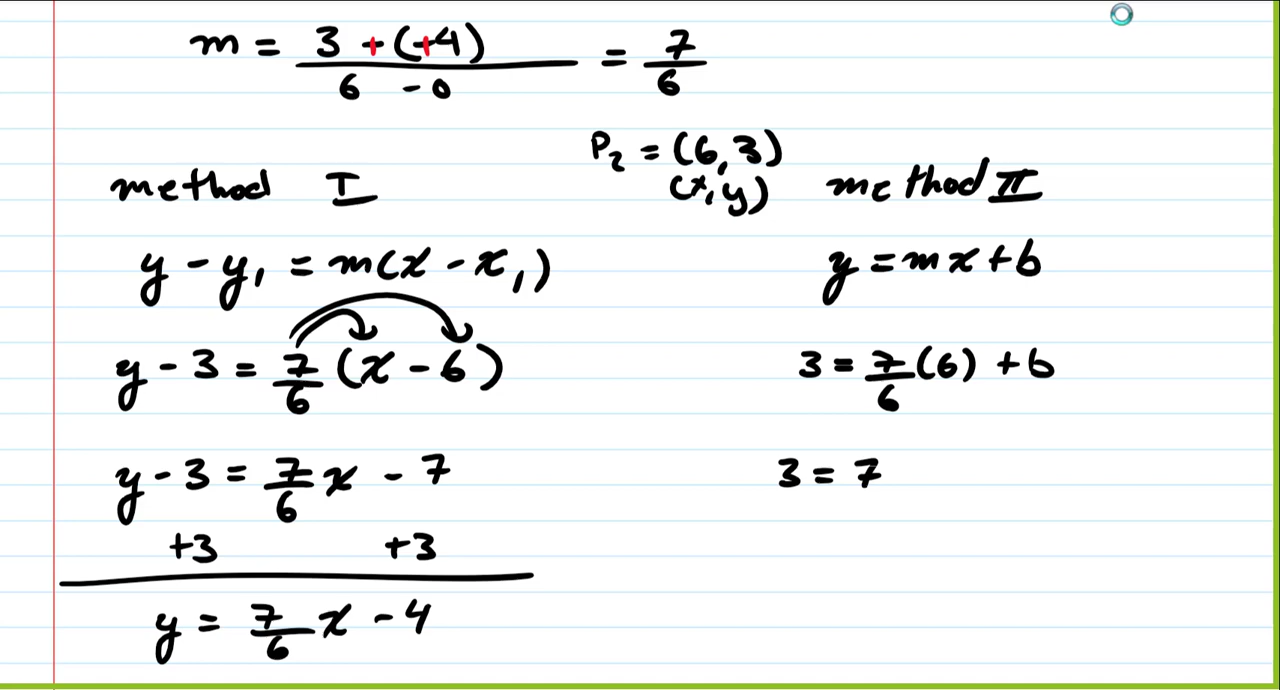 m = 3 + (+4) / 6 - 0 = 7/6
P₂ = (6, 3)
(x, y)
method I
y - y₁ = m(x - x₁)
y - 3 = 7/6 (x - 6)
y - 3 = 7/6 x - 7
+3 +3
y = 7/6 x - 4
method II
y = mx + b
3 = 7/6 (6) + b
3 = 7